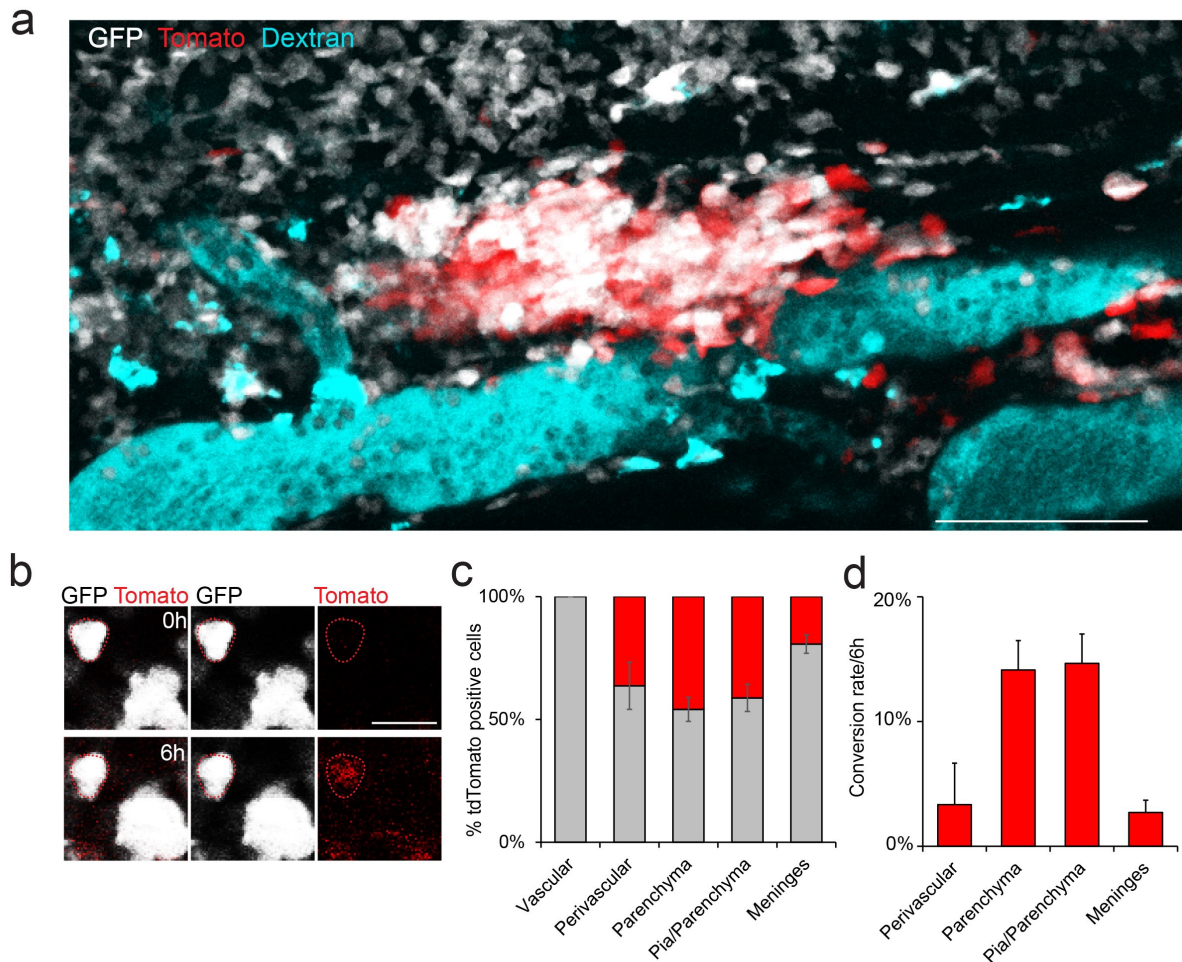 a
GFP Tomato Dextran
b
GFP Tomato GFP Tomato
0h
6h
c
% tdTomato positive cells
100%
50%
0%
Vascular
Perivascular
Parenchyma
Pia/Parenchyma
Meninges
d
Conversion rate/6h
20%
10%
0%
Perivascular
Parenchyma
Pia/Parenchyma
Meninges